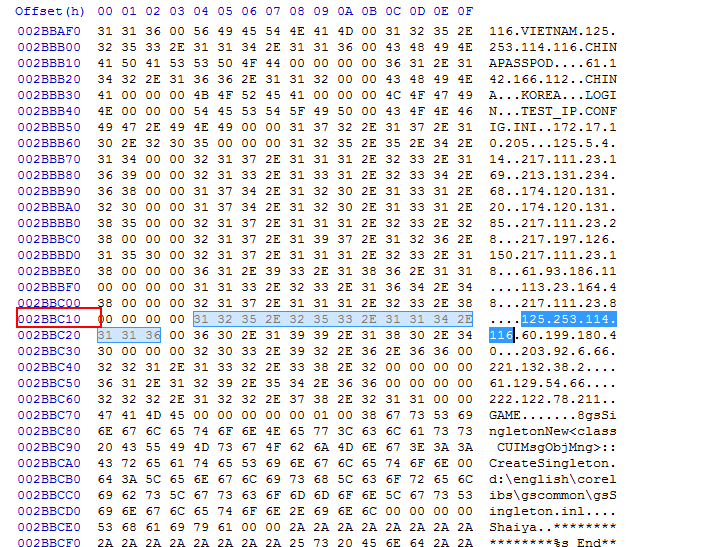 Offset(h) 00 01 02 03 04 05 06 07 08 09 0A 0B 0C 0D 0E 0F
002BBAF0 31 31 36 00 56 49 45 54 4E 41 4D 00 31 32 35 2E 116.VIETNAM.125.
002BBB00 32 35 33 2E 31 31 34 2E 31 31 36 00 43 48 49 4E 253.114.116.CHIN
002BBB10 41 50 41 53 53 50 4F 44 00 00 00 00 36 31 2E 31 APASSPOD....61.1
002BBB20 34 32 2E 31 36 36 2E 31 31 32 00 00 43 48 49 4E 42.166.112..CHIN
002BBB30 41 00 00 00 4B 4F 52 45 41 00 00 00 4C 4F 47 49 A...KOREA...LOGI
002BBB40 4E 00 00 00 54 45 53 54 5F 49 50 00 43 4F 4E 46 N...TEST_IP.CONF
002BBB50 49 47 2E 49 4E 49 00 00 31 37 32 2E 31 37 2E 31 IG.INI..172.17.1
002BBB60 30 2E 32 30 35 00 00 00 31 32 35 2E 35 2E 34 2E 0.205...125.5.4.
002BBB70 31 34 00 00 32 31 37 2E 31 31 31 2E 32 33 2E 31 14..217.111.23.1
002BBB80 36 39 00 00 32 31 33 2E 31 33 31 2E 32 33 34 2E 69..213.131.234.
002BBB90 36 38 00 00 31 37 34 2E 31 32 30 2E 31 33 31 2E 68..174.120.131.
002BBBA0 32 30 00 00 31 37 34 2E 31 32 30 2E 31 33 31 2E 20..174.120.131.
002BBBB0 38 35 00 00 32 31 37 2E 31 31 31 2E 32 33 2E 32 85..217.111.23.2
002BBBC0 38 00 00 00 32 31 37 2E 31 39 37 2E 31 32 36 2E 8...217.197.126.
002BBBD0 31 35 30 00 32 31 37 2E 31 31 31 2E 32 33 2E 31 150.217.111.23.1
002BBBE0 38 00 00 00 36 31 2E 39 33 2E 31 38 36 2E 31 31 8...61.93.186.11
002BBBF0 00 00 00 00 31 31 33 2E 32 33 2E 31 36 34 2E 34 ....113.23.164.4
002BBC00 38 00 00 00 32 31 37 2E 31 31 31 2E 32 33 2E 38 8...217.111.23.8
002BBC10 00 00 00 00 31 32 35 2E 32 35 33 2E 31 31 34 2E ....125.253.114.
002BBC20 31 31 36 00 36 30 2E 31 39 39 2E 31 38 30 2E 34 116.60.199.180.4
002BBC30 30 00 00 00 32 30 33 2E 39 32 2E 36 2E 36 36 00 0...203.92.6.66.
002BBC40 32 32 31 2E 31 33 32 2E 33 38 2E 32 00 00 00 00 221.132.38.2....
002BBC50 36 31 2E 31 32 39 2E 35 34 2E 36 36 00 00 00 00 61.129.54.66....
002BBC60 32 32 32 2E 31 32 32 2E 37 38 2E 32 31 31 00 00 222.122.78.211..
002BBC70 47 41 4D 45 00 00 00 00 00 01 00 38 67 73 53 69 GAME.......8gsSi
002BBC80 6E 67 6C 65 74 6F 6E 4E 65 77 3C 63 6C 61 73 73 ngletonNew<class
002BBC90 20 43 55 49 4D 73 67 4F 62 6A 4D 6E 67 3E 3A 3A  CUIMsgObjMng>::
002BBCA0 43 72 65 61 74 65 53 69 6E 67 6C 65 74 6F 6E 00 CreateSingleton.
002BBCB0 64 3A 5C 65 6E 67 6C 69 73 68 5C 63 6F 72 65 6C d:\english\corel
002BBCC0 69 62 73 5C 67 73 63 6F 6D 6D 6F 6E 5C 67 73 53 ibs\gscommon\gsS
002BBCD0 69 6E 67 6C 65 74 6F 6E 2E 69 6E 6C 00 00 00 00 ingleton.inl....
002BBCE0 53 68 61 69 79 61 00 00 2A 2A 2A 2A 2A 2A 2A 2A Shaiya..********
002BBCF0 2A 2A 2A 2A 2A 2A 2A 2A 25 73 20 45 6E 64 2A 2A ********%s End**